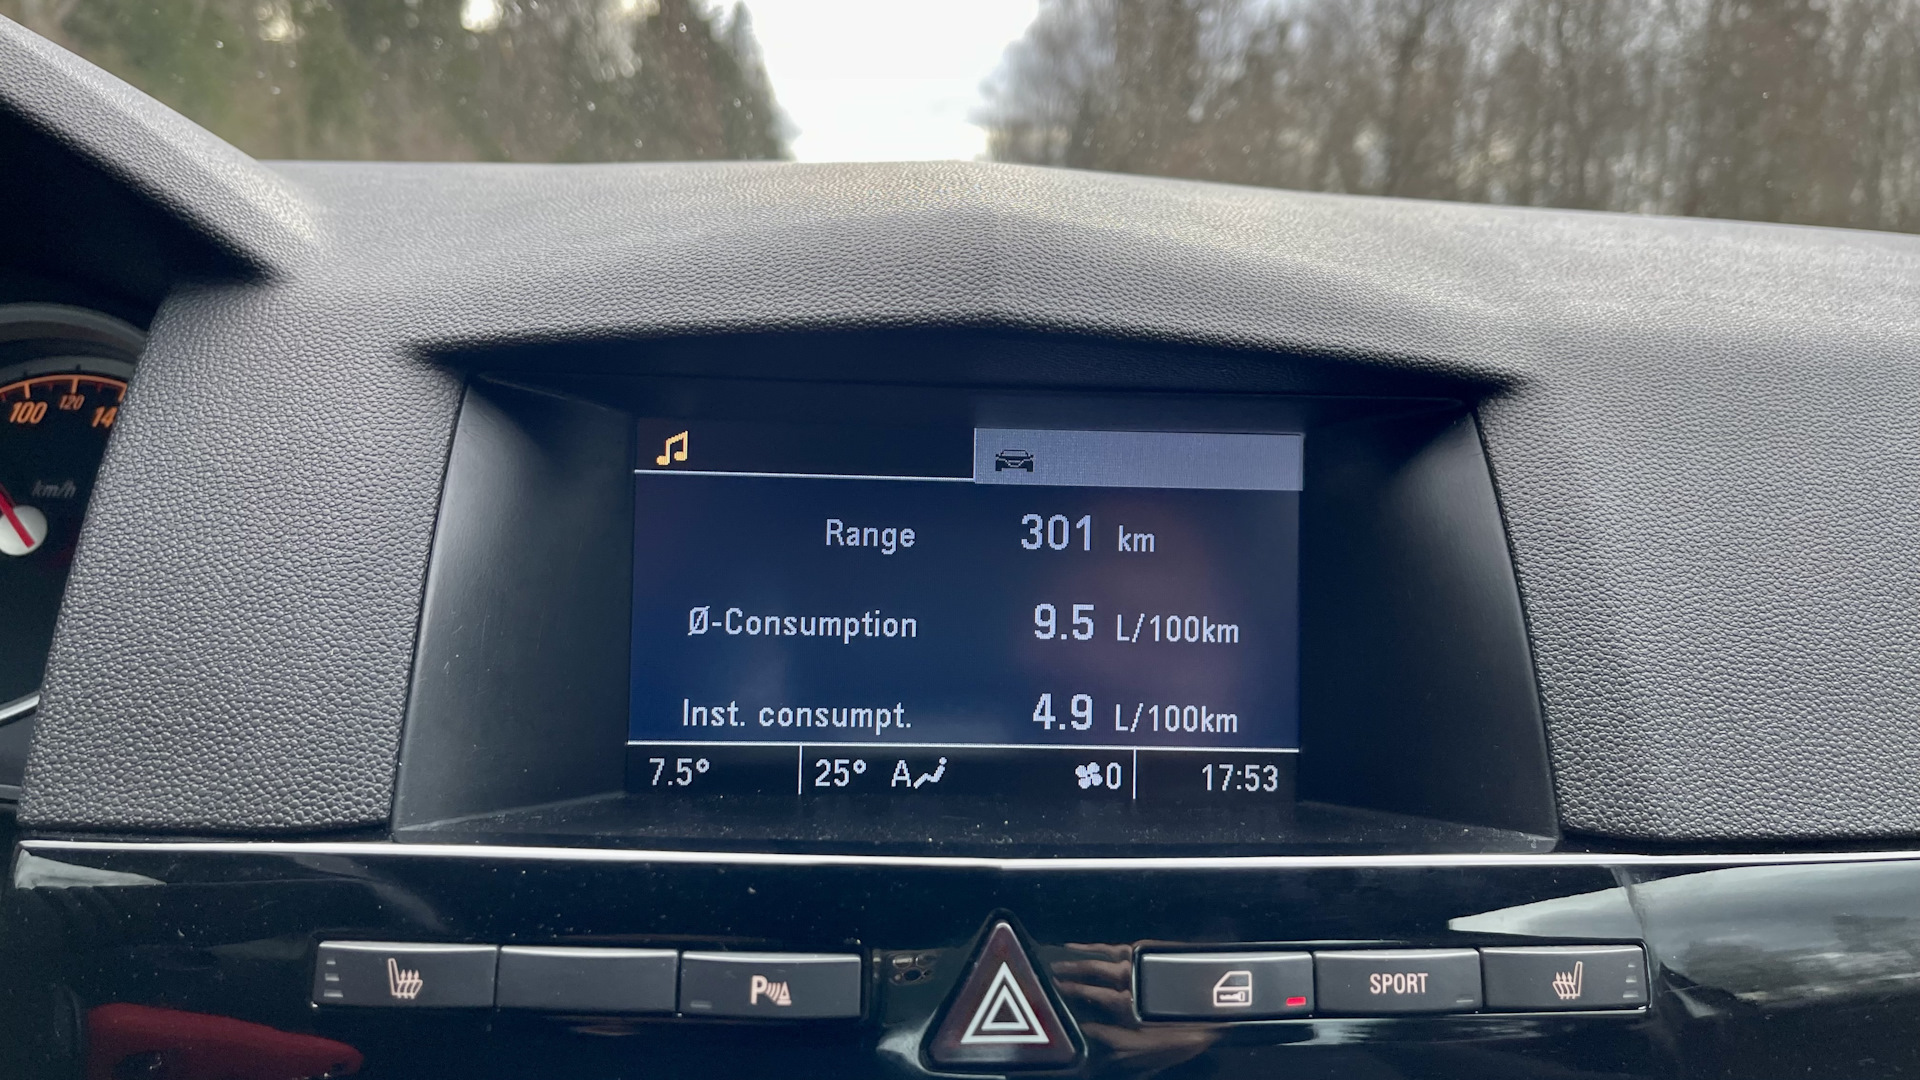 100 120 14
km/h
Range 301 km
Ø-Consumption 9.5 L/100km
Inst. consumpt. 4.9 L/100km
7.5° 25° A 0 17:53
P SPORT